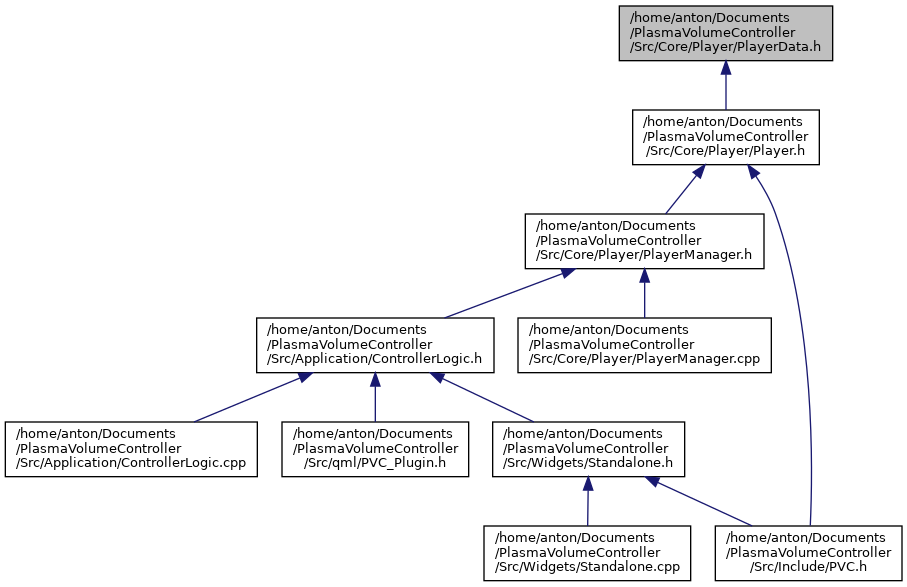 /home/anton/Documents
/PlasmaVolumeController
/Src/Core/Player/PlayerData.h
/home/anton/Documents
/PlasmaVolumeController
/Src/Core/Player/Player.h
/home/anton/Documents
/PlasmaVolumeController
/Src/Core/Player/PlayerManager.h
/home/anton/Documents
/PlasmaVolumeController
/Src/Application/ControllerLogic.h
/home/anton/Documents
/PlasmaVolumeController
/Src/Core/Player/PlayerManager.cpp
/home/anton/Documents
/PlasmaVolumeController
/Src/Application/ControllerLogic.cpp
/home/anton/Documents
/PlasmaVolumeController
/Src/qml/PVC_Plugin.h
/home/anton/Documents
/PlasmaVolumeController
/Src/Widgets/Standalone.h
/home/anton/Documents
/PlasmaVolumeController
/Src/Widgets/Standalone.cpp
/home/anton/Documents
/PlasmaVolumeController
/Src/Include/PVC.h